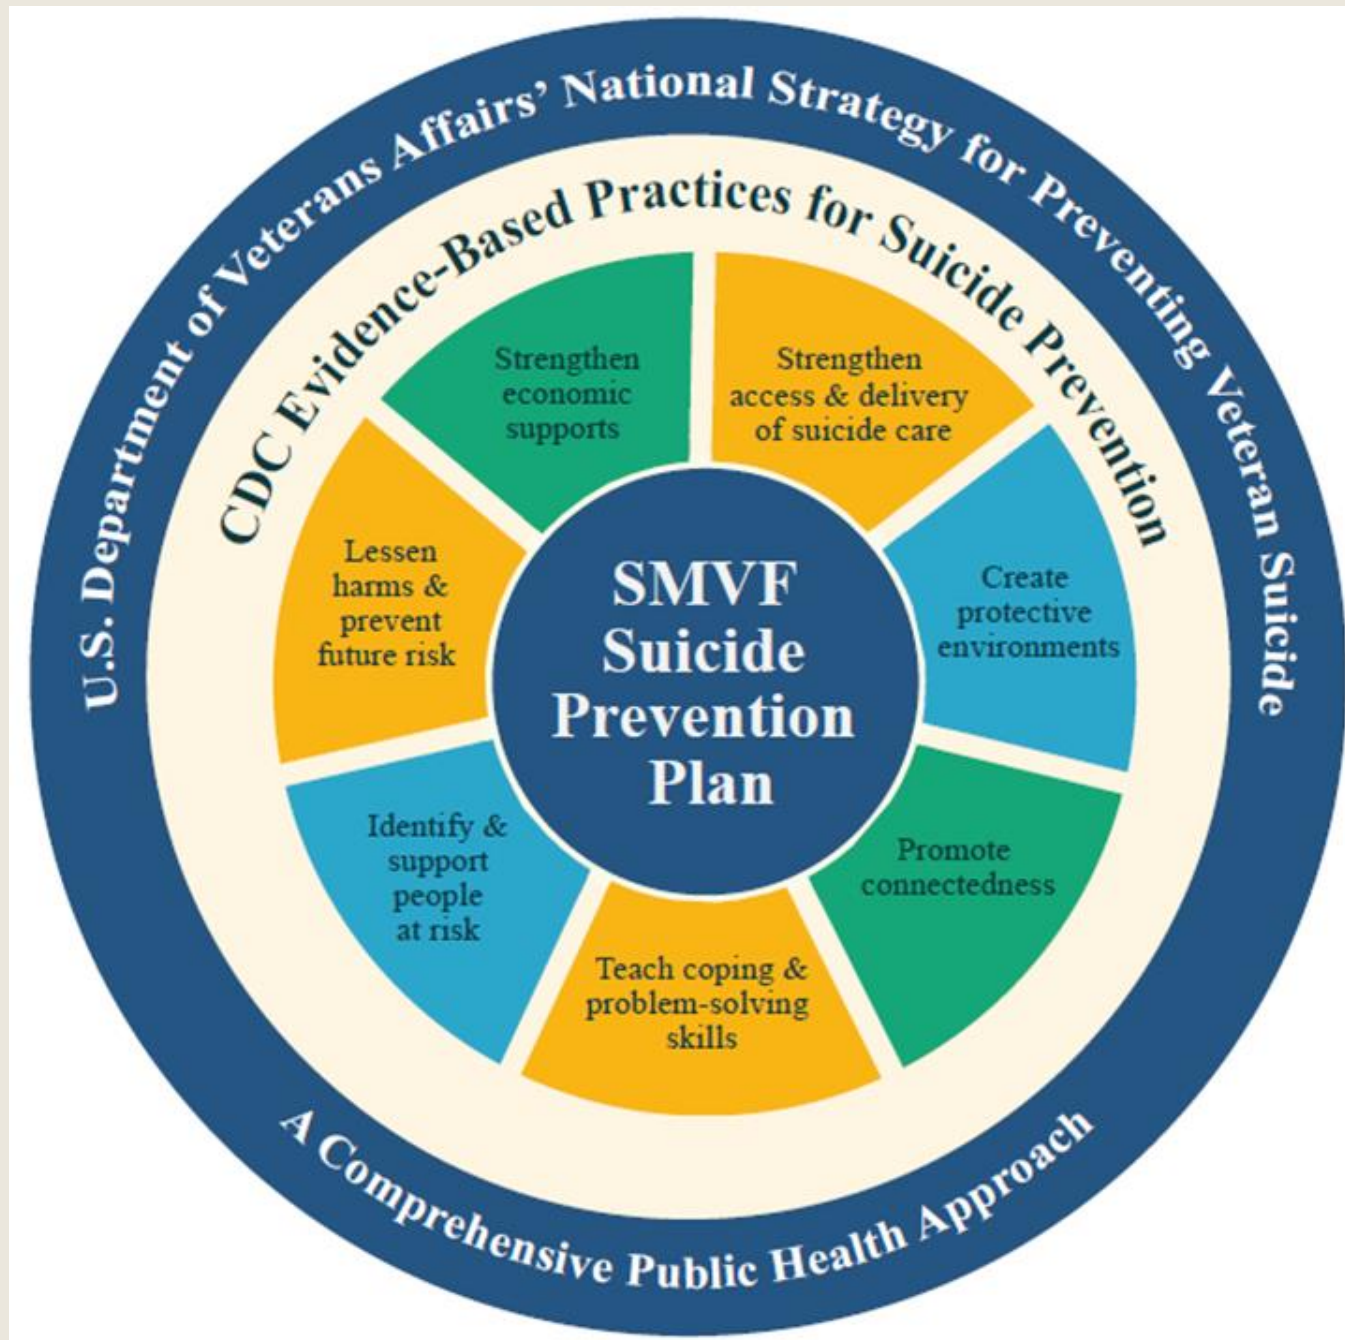 U.S. Department of Veterans Affairs’ National Strategy for Preventing Veteran Suicide
CDC Evidence-Based Practices for Suicide Prevention
Strengthen
economic
supports
Strengthen
access & delivery
of suicide care
Create
protective
environments
Promote
connectedness
Teach coping &
problem-solving
skills
Identify &
support
people
at risk
Lessen
harms &
prevent
future risk
SMVF
Suicide
Prevention
Plan
A Comprehensive Public Health Approach